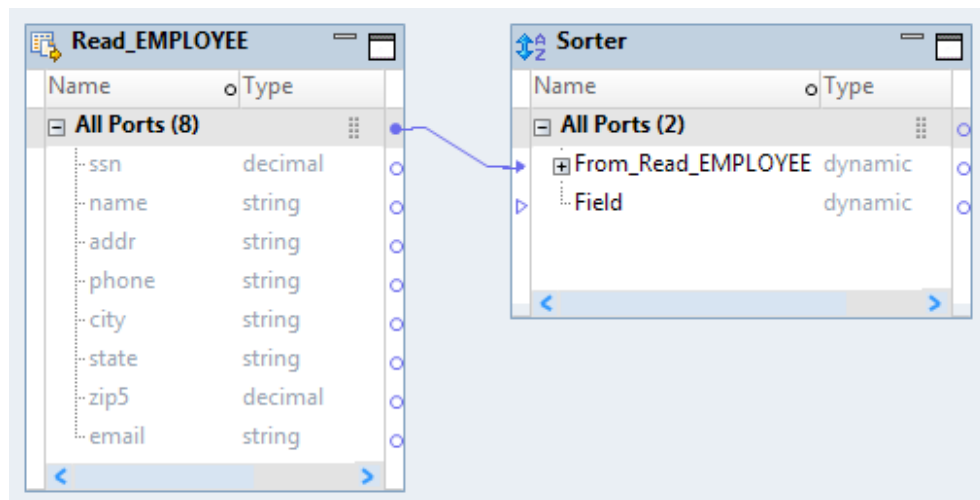 Read_EMPLOYEE
Name Type
All Ports (8)
ssn decimal
name string
addr string
phone string
city string
state string
zip5 decimal
email string
AZ Sorter
Name Type
All Ports (2)
From_Read_EMPLOYEE dynamic
Field dynamic